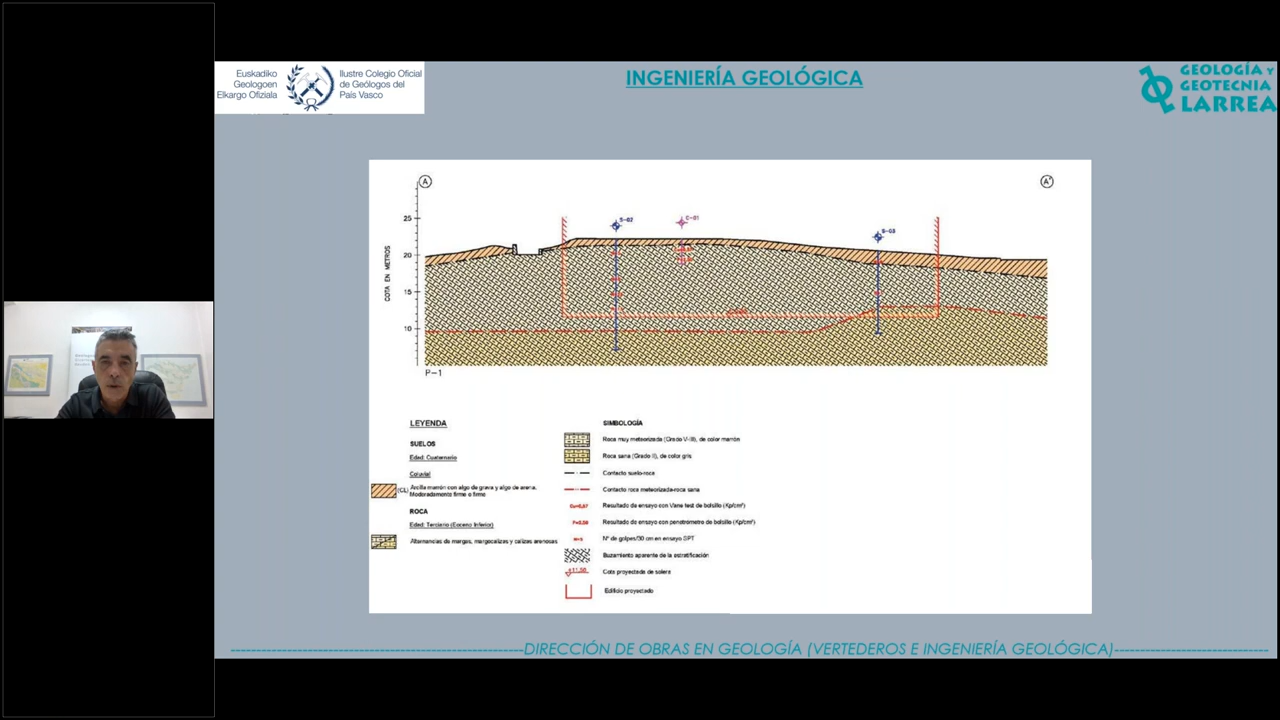 Euskadiko
Geologoen
Elkargo Ofiziala
Ilustre Colegio Oficial
de Geólogos del
País Vasco
INGENIERÍA GEOLÓGICA
GEOLOGÍA Y
GEOTECNIA
LARREA
A
A'
S-02
C-01
S-03
25
20
15
10
COTA EN METROS
P-1
LEYENDA
SUELOS
Edad: Cuaternario
Coluvial
(CL) Arcilla marrón con algo de grava y algo de arena.
Moderadamente firme a firme
ROCA
Edad: Terciario (Eoceno Inferior)
Alternancias de margas, margocalizas y calizas arenosas
SIMBOLOGÍA
Roca muy meteorizada (Grado V-III), de color marrón
Roca sana (Grado II), de color gris
Contacto suelo-roca
Contacto roca meteorizada-roca sana
Resultado de ensayo con Vane test de bolsillo (Kp/cm²)
Resultado de ensayo con penetrómetro de bolsillo (Kp/cm²)
Nº de golpes/30 cm en ensayo SPT
Buzamiento aparente de la estratificación
+11,50 Cota proyectada de solera
Edificio proyectado
DIRECCIÓN DE OBRAS EN GEOLOGÍA (VERTEDEROS E INGENIERÍA GEOLÓGICA)